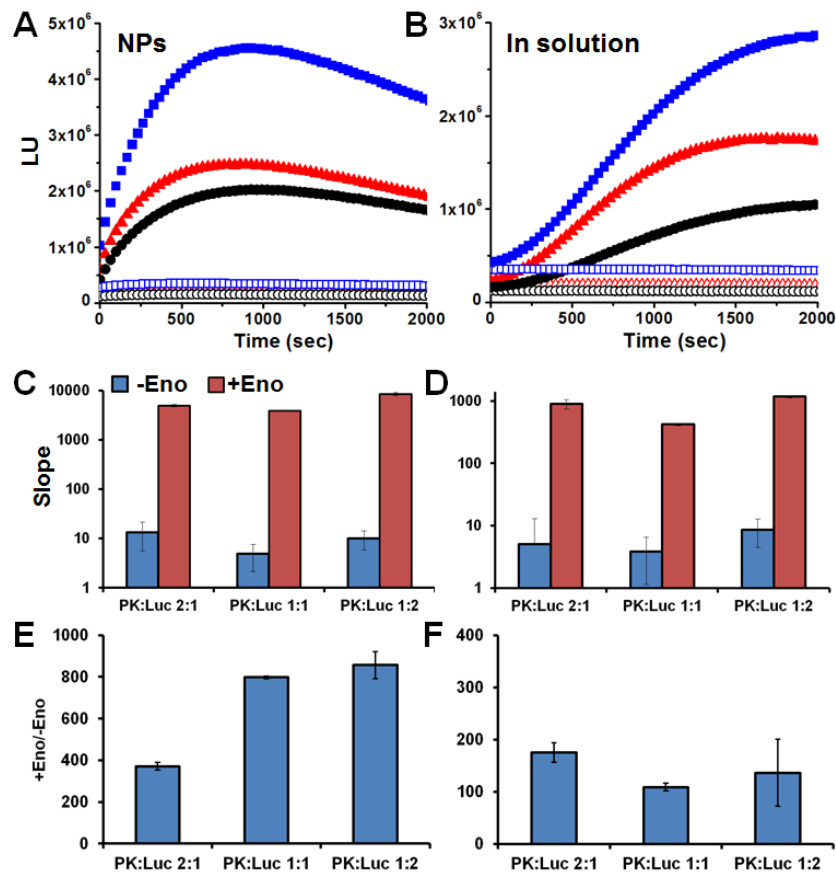 A
NPs
5x10⁶
4x10⁶
3x10⁶
2x10⁶
1x10⁶
0
LU
0 500 1000 1500 2000
Time (sec)
B
In solution
3x10⁶
2x10⁶
1x10⁶
0
0 500 1000 1500 2000
Time (sec)
C
-Eno +Eno
10000
1000
100
10
1
Slope
PK:Luc 2:1 PK:Luc 1:1 PK:Luc 1:2
D
1000
100
10
1
PK:Luc 2:1 PK:Luc 1:1 PK:Luc 1:2
E
1000
800
600
400
200
0
+Eno/-Eno
PK:Luc 2:1 PK:Luc 1:1 PK:Luc 1:2
F
400
300
200
100
0
PK:Luc 2:1 PK:Luc 1:1 PK:Luc 1:2